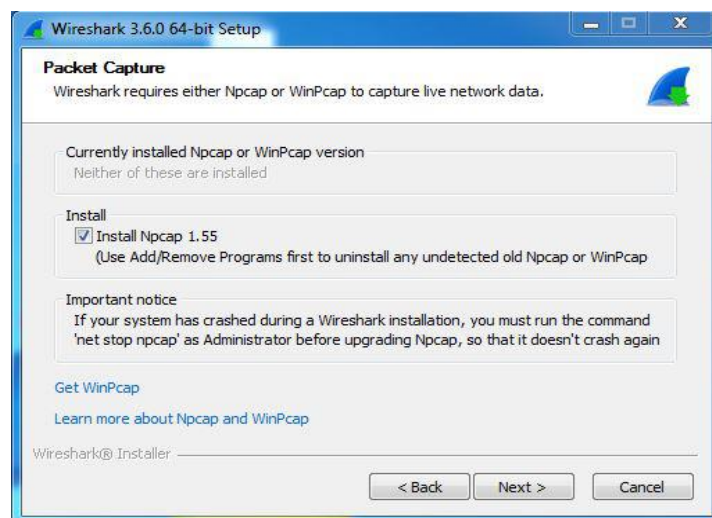 Wireshark 3.6.0 64-bit Setup
Packet Capture
Wireshark requires either Npcap or WinPcap to capture live network data.
Currently installed Npcap or WinPcap version
Neither of these are installed
Install
Install Npcap 1.55
(Use Add/Remove Programs first to uninstall any undetected old Npcap or WinPcap
Important notice
If your system has crashed during a Wireshark installation, you must run the command
'net stop npcap' as Administrator before upgrading Npcap, so that it doesn't crash again
Get WinPcap
Learn more about Npcap and WinPcap
Wireshark® Installer
< Back Next > Cancel